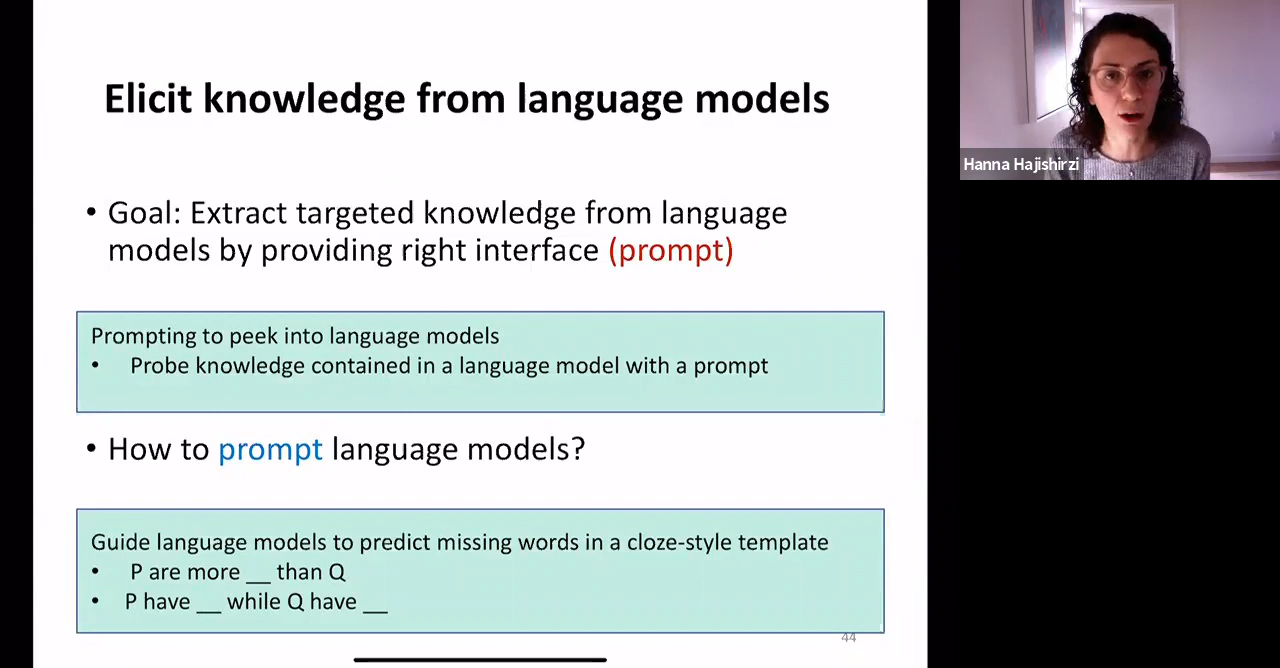 Elicit knowledge from language models
• Goal: Extract targeted knowledge from language
models by providing right interface (prompt)
Prompting to peek into language models
• Probe knowledge contained in a language model with a prompt
• How to prompt language models?
Guide language models to predict missing words in a cloze-style template
• P are more __ than Q
• P have __ while Q have __
44
Hanna Hajishirzi